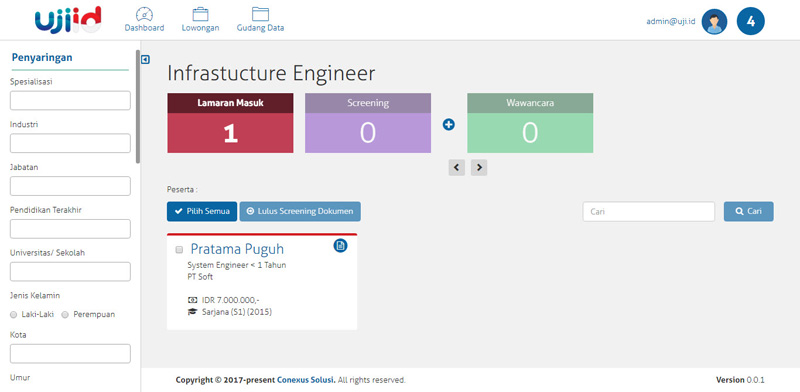 ujiid
Dashboard
Lowongan
Gudang Data
admin@uji.id
4
Penyaringan
Spesialisasi
Industri
Jabatan
Pendidikan Terakhir
Universitas/ Sekolah
Jenis Kelamin
Laki-Laki
Perempuan
Kota
Umur
Infrastucture Engineer
Lamaran Masuk
1
Screening
0
Wawancara
0
Peserta :
Pilih Semua
Lulus Screening Dokumen
Cari
Cari
Pratama Puguh
System Engineer < 1 Tahun
PT Soft
IDR 7.000.000,-
Sarjana (S1) (2015)
Copyright © 2017-present Conexus Solusi. All rights reserved.
Version 0.0.1